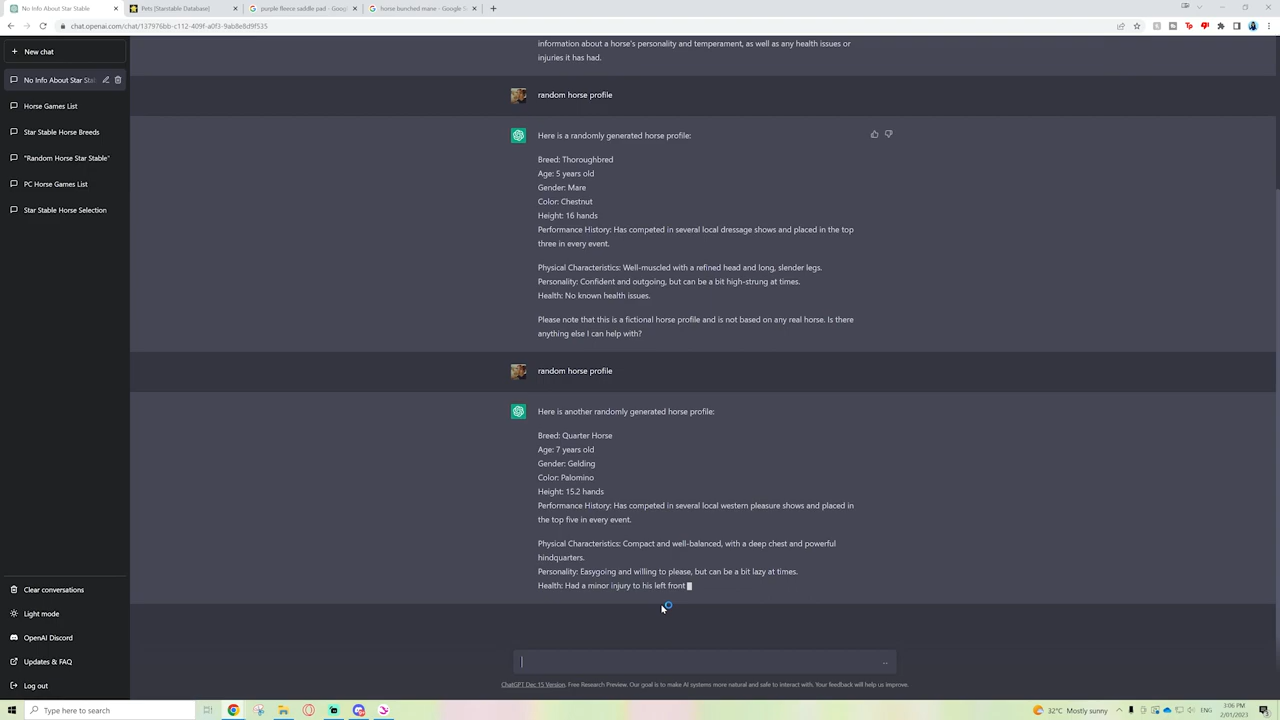 No Info About Star Stable
Pets [Starstable Database]
purple fleece saddle pad - Goog
horse hunched mane - Google S
chat.openai.com/chat/137976bb-c112-409f-a0f3-9ab8e8d9f535
New chat
No Info About Star Stab
Horse Games List
Star Stable Horse Breeds
"Random Horse Star Stable"
PC Horse Games List
Star Stable Horse Selection
information about a horse's personality and temperament, as well as any health issues or
injuries it has had.
random horse profile
Here is a randomly generated horse profile:
Breed: Thoroughbred
Age: 5 years old
Gender: Mare
Color: Chestnut
Height: 16 hands
Performance History: Has competed in several local dressage shows and placed in the top
three in every event.
Physical Characteristics: Well-muscled with a refined head and long, slender legs.
Personality: Confident and outgoing, but can be a bit high-strung at times.
Health: No known health issues.
Please note that this is a fictional horse profile and is not based on any real horse. Is there
anything else I can help with?
random horse profile
Here is another randomly generated horse profile:
Breed: Quarter Horse
Age: 7 years old
Gender: Gelding
Color: Palomino
Height: 15.2 hands
Performance History: Has competed in several local western pleasure shows and placed in
the top five in every event.
Physical Characteristics: Compact and well-balanced, with a deep chest and powerful
hindquarters.
Personality: Easygoing and willing to please, but can be a bit lazy at times.
Health: Had a minor injury to his left front
Clear conversations
Light mode
OpenAI Discord
Updates & FAQ
Log out
ChatGPT Dec 15 Version. Free Research Preview. Our goal is to make AI systems more natural and safe to interact with. Your feedback will help us improve.
Type here to search
32°C Mostly sunny
ENG
3:06 PM
2/01/2023